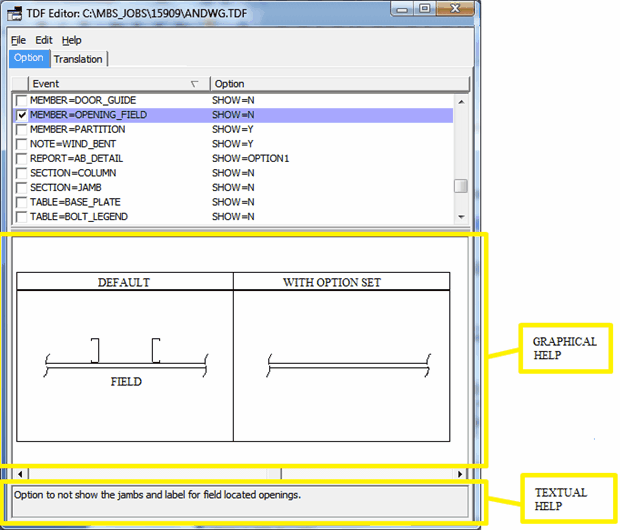 TDF Editor: C:\MBS_JOBS\15909\ANDWG.TDF
File Edit Help
Option Translation
Event Option
MEMBER=DOOR_GUIDE SHOW=N
MEMBER=OPENING_FIELD SHOW=N
MEMBER=PARTITION SHOW=Y
NOTE=WIND_BENT SHOW=Y
REPORT=AB_DETAIL SHOW=OPTION1
SECTION=COLUMN SHOW=N
SECTION=JAMB SHOW=N
TABLE=BASE_PLATE SHOW=N
TABLE=BOLT_LEGEND SHOW=N
DEFAULT WITH OPTION SET
FIELD
GRAPHICAL
HELP
Option to not show the jambs and label for field located openings.
TEXTUAL
HELP